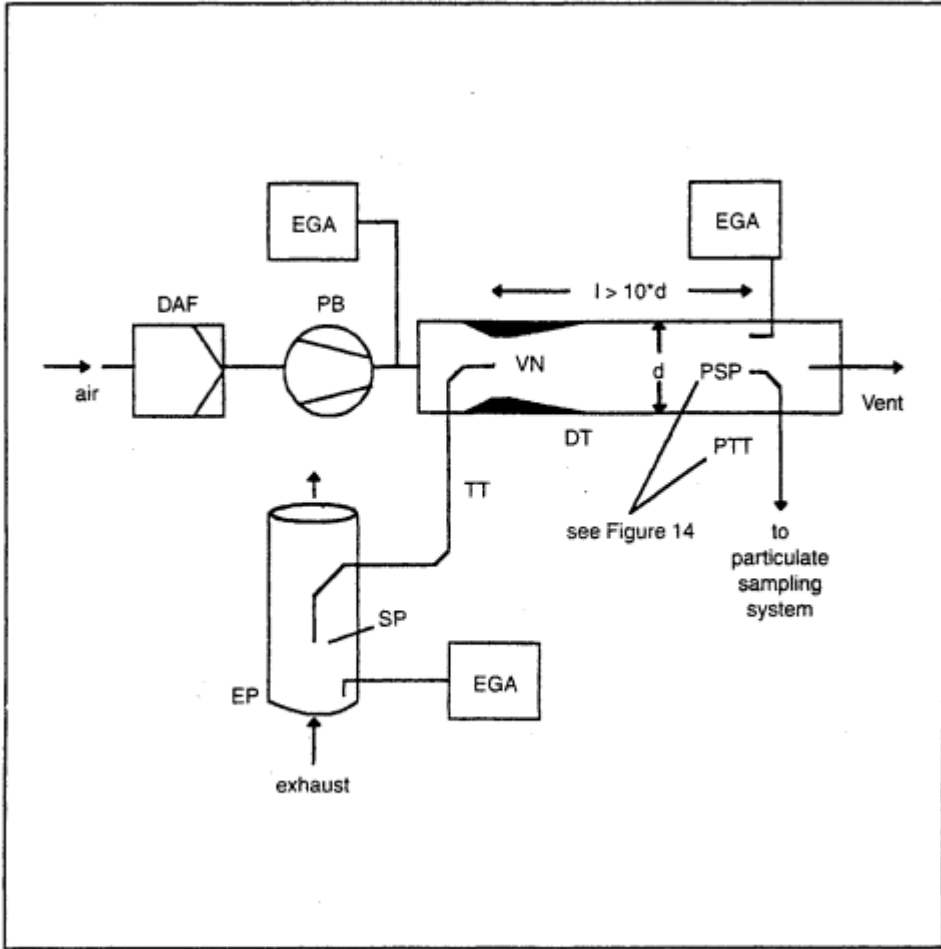 EGA
EGA
l > 10*d
DAF
PB
air
VN
d
PSP
Vent
DT
PTT
TT
see Figure 14
to
particulate
sampling
system
SP
EP
EGA
exhaust